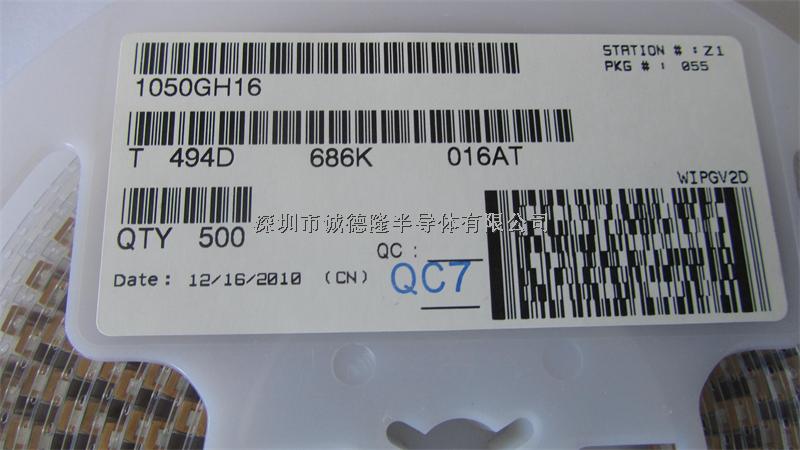 STATION # : Z1
PKG # : 055
1050GH16
T 494D 686K 016AT
WIPGV2D
QTY 500
深圳市诚德隆半导体有限公司
QC :
Date : 12/16/2010 (CN)
QC7